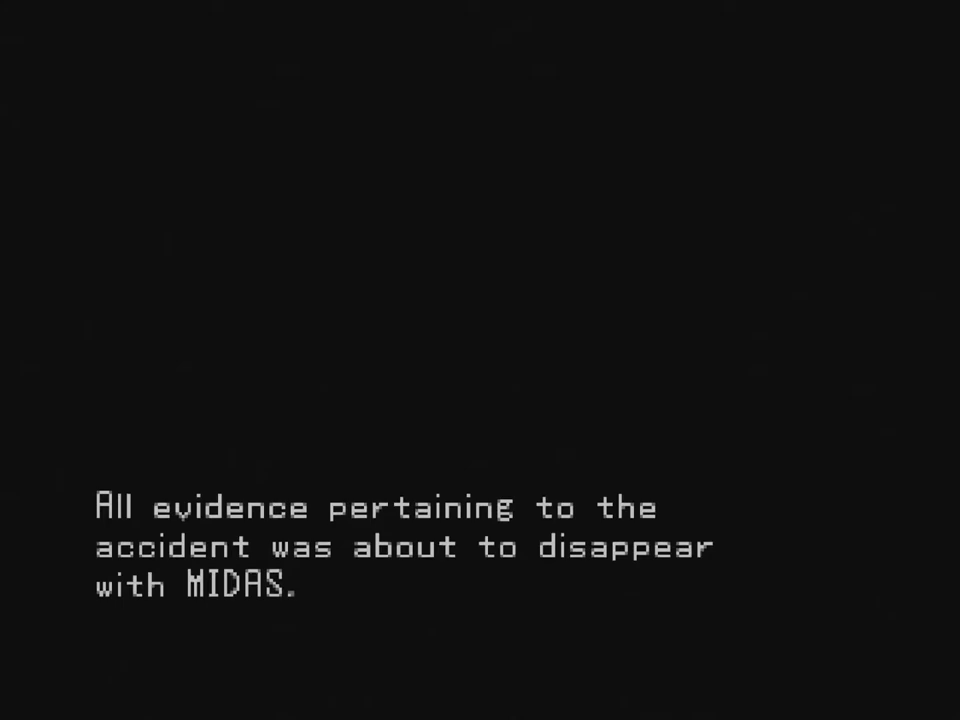 All evidence pertaining to the
accident was about to disappear
with MIDAS.